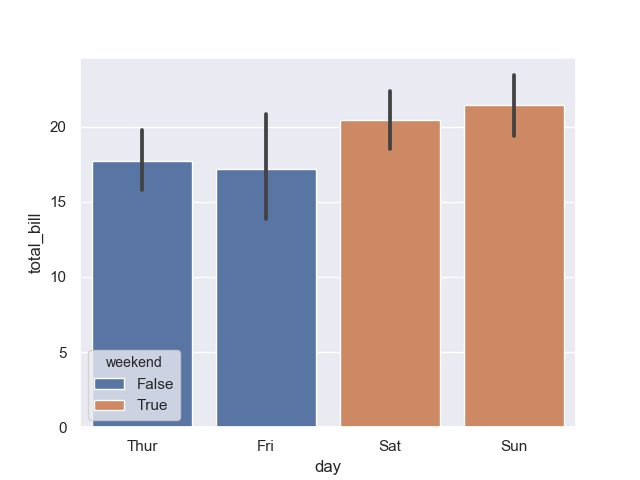 total_bill
20
15
10
5
0
weekend
False
True
Thur Fri Sat Sun
day